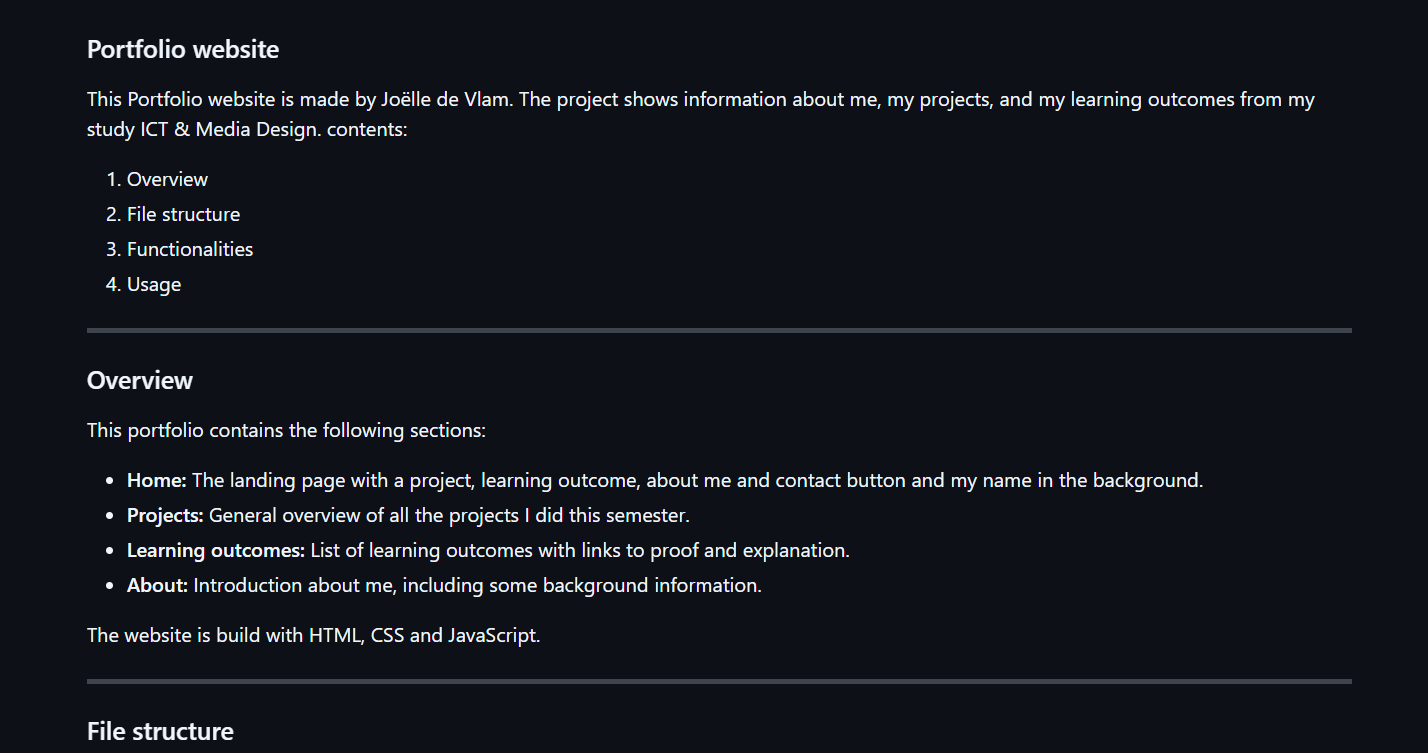 Portfolio website
This Portfolio website is made by Joëlle de Vlam. The project shows information about me, my projects, and my learning outcomes from my
study ICT & Media Design. contents:
1. Overview
2. File structure
3. Functionalities
4. Usage
Overview
This portfolio contains the following sections:
• Home: The landing page with a project, learning outcome, about me and contact button and my name in the background.
• Projects: General overview of all the projects I did this semester.
• Learning outcomes: List of learning outcomes with links to proof and explanation.
• About: Introduction about me, including some background information.
The website is build with HTML, CSS and JavaScript.
File structure